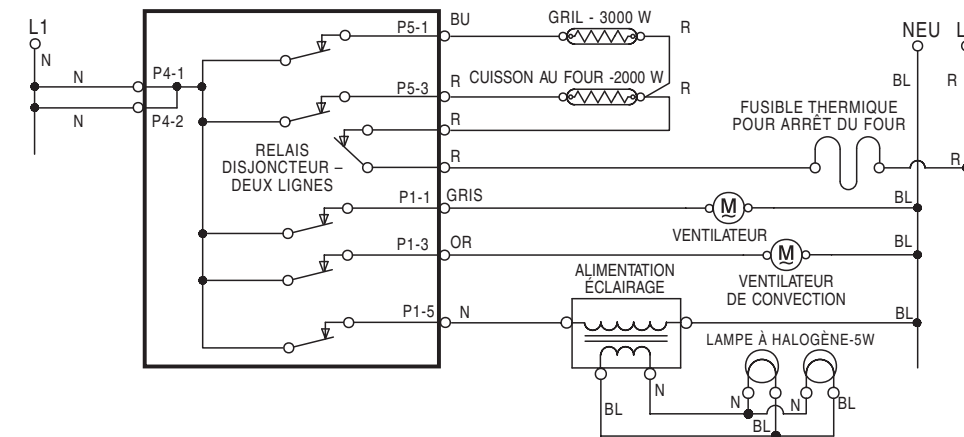 L1
N
N
N
P4-1
P4-2
P5-1
BU
GRIL - 3000 W
R
P5-3
R
CUISSON AU FOUR -2000 W
R
R
RELAIS
DISJONCTEUR –
DEUX LIGNES
R
FUSIBLE THERMIQUE
POUR ARRÊT DU FOUR
NEU
L
BL
R
R
P1-1
GRIS
VENTILATEUR
M
BL
P1-3
OR
M
VENTILATEUR
DE CONVECTION
BL
P1-5
N
ALIMENTATION
ÉCLAIRAGE
BL
LAMPE À HALOGÈNE-5W
BL
N
N
N
BL
BL